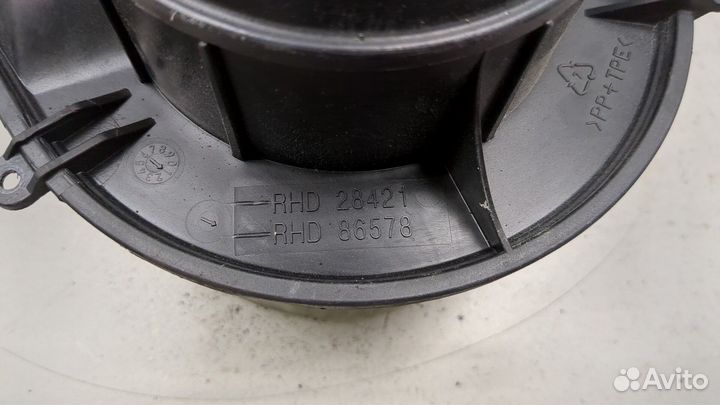 >PP+TPE<
RHD 28421
RHD 86578
Avito